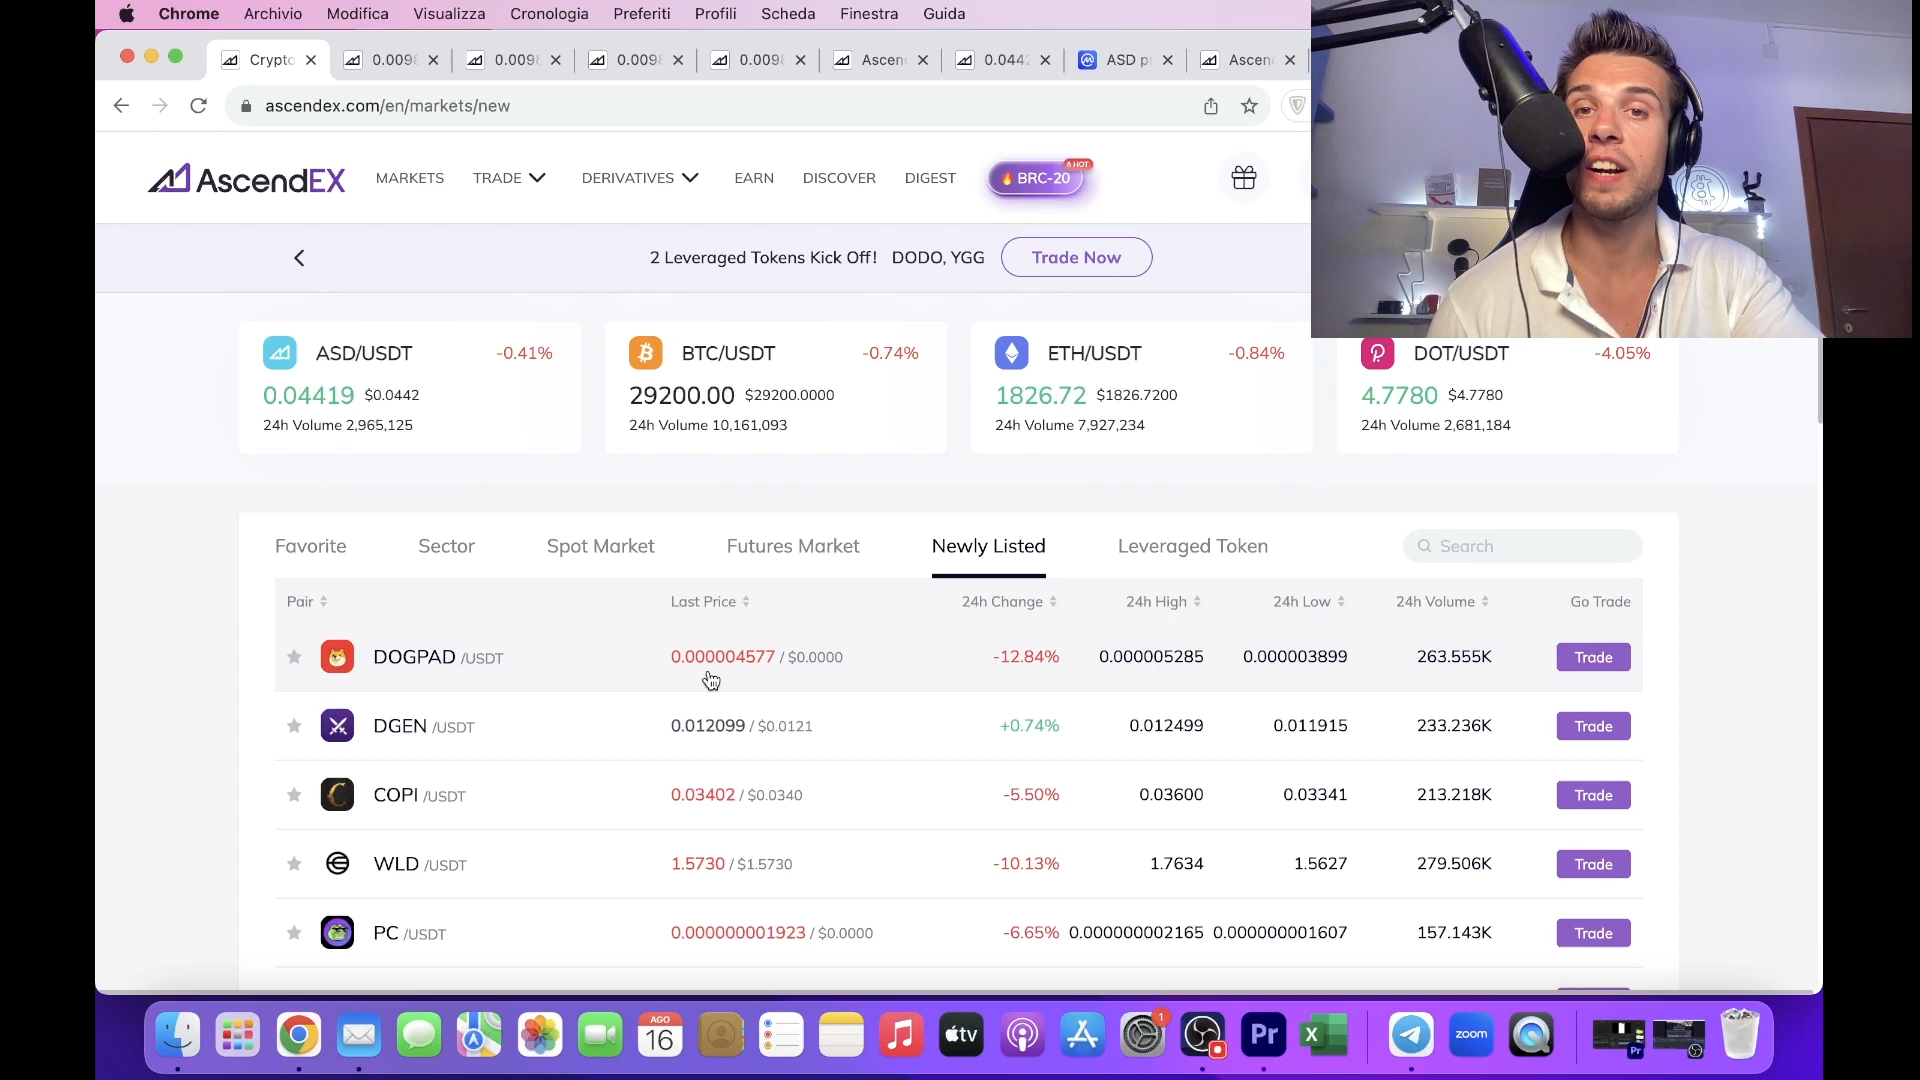 Chrome Archivio Modifica Visualizza Cronologia Preferiti Profili Scheda Finestra Guida
Crypto 0.0098 0.0098 0.0098 0.0098 Ascen 0.044 ASD p Ascen
ascendex.com/en/markets/new
AscendEX MARKETS TRADE DERIVATIVES EARN DISCOVER DIGEST BRC-20 6 HOT
2 Leveraged Tokens Kick Off! DODO, YGG Trade Now
ASD/USDT -0.41% BTC/USDT -0.74% ETH/USDT -0.84% DOT/USDT -4.05%
0.04419 $0.0442 29200.00 $29200.0000 1826.72 $1826.7200 4.7780 $4.7780
24h Volume 2,965,125 24h Volume 10,161,093 24h Volume 7,927,234 24h Volume 2,681,184
Favorite Sector Spot Market Futures Market Newly Listed Leveraged Token Search
Pair Last Price 24h Change 24h High 24h Low 24h Volume Go Trade
DOGPAD /USDT 0.000004577 / $0.0000 -12.84% 0.000005285 0.000003899 263.555K Trade
DGEN /USDT 0.012099 / $0.0121 +0.74% 0.012499 0.011915 233.236K Trade
COPI /USDT 0.03402 / $0.0340 -5.50% 0.03600 0.03341 213.218K Trade
WLD /USDT 1.5730 / $1.5730 -10.13% 1.7634 1.5627 279.506K Trade
PC /USDT 0.000000001923 / $0.0000 -6.65% 0.000000002165 0.000000001607 157.143K Trade
AGO
16
tv
1
Pr
X
zoom
Pr